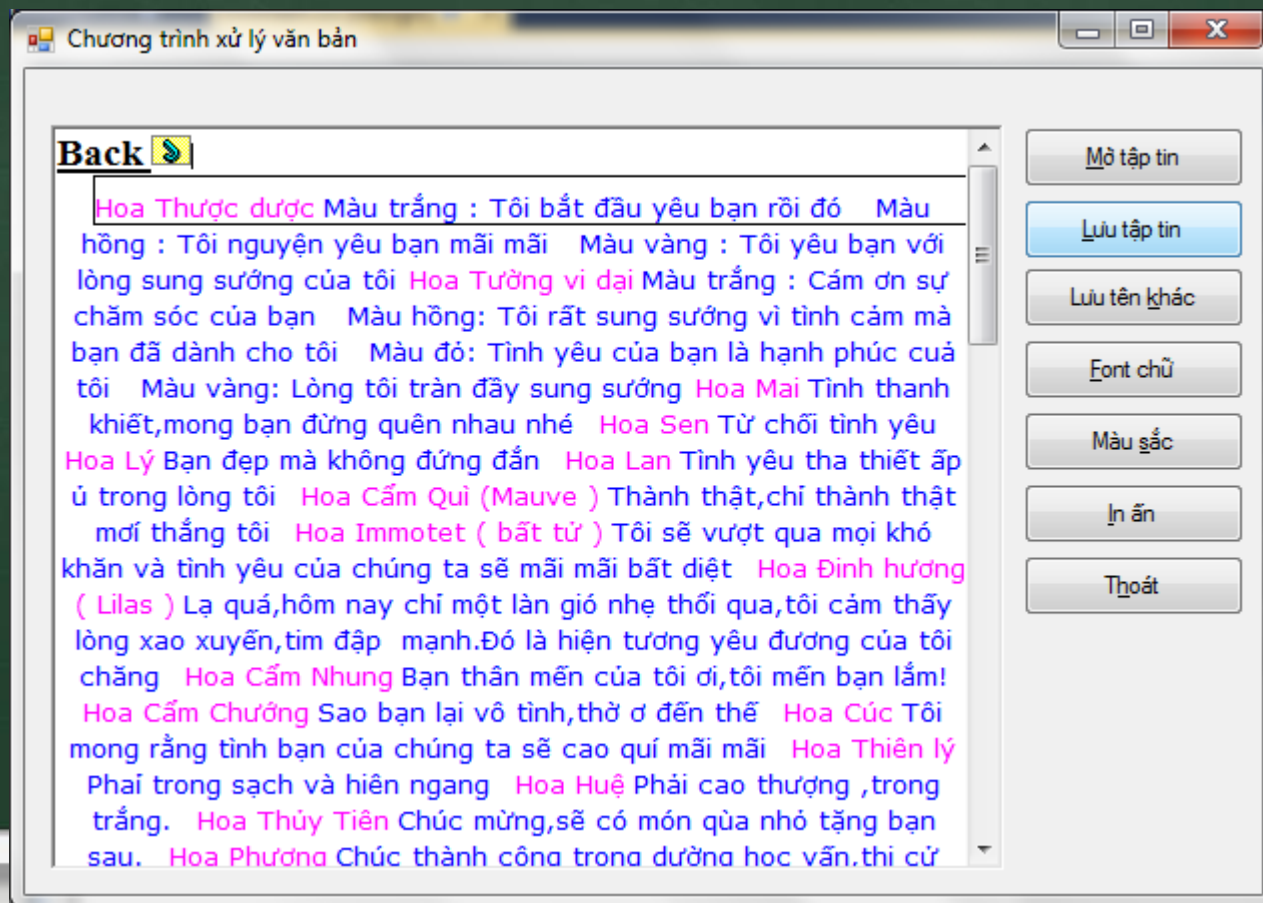 Chương trình xử lý văn bản
Back
Hoa Thược dược Màu trắng : Tôi bắt đầu yêu bạn rồi đó Màu
hồng : Tôi nguyện yêu bạn mãi mãi Màu vàng : Tôi yêu bạn với
lòng sung sướng của tôi Hoa Tường vi dại Màu trắng : Cám ơn sự
chăm sóc của bạn Màu hồng: Tôi rất sung sướng vì tình cảm mà
bạn đã dành cho tôi Màu đỏ: Tình yêu của bạn là hạnh phúc cuả
tôi Màu vàng: Lòng tôi tràn đầy sung sướng Hoa Mai Tình thanh
khiết,mong bạn đừng quên nhau nhé Hoa Sen Từ chối tình yêu
Hoa Lý Bạn đẹp mà không đứng đắn Hoa Lan Tình yêu tha thiết ấp
ủ trong lòng tôi Hoa Cẩm Quì (Mauve ) Thành thật,chỉ thành thật
mơí thắng tôi Hoa Immotet ( bất tử ) Tôi sẽ vượt qua mọi khó
khăn và tình yêu của chúng ta sẽ mãi mãi bất diệt Hoa Đinh hương
( Lilas ) Lạ quá,hôm nay chỉ một làn gió nhẹ thổi qua,tôi cảm thấy
lòng xao xuyến,tim đập mạnh.Đó là hiện tương yêu đương của tôi
chăng Hoa Cẩm Nhung Bạn thân mến của tôi ơi,tôi mến bạn lắm!
Hoa Cẩm Chướng Sao bạn lại vô tình,thờ ơ đến thế Hoa Cúc Tôi
mong rằng tình bạn của chúng ta sẽ cao quí mãi mãi Hoa Thiên lý
Phaỉ trong sạch và hiên ngang Hoa Huệ Phải cao thượng ,trong
trắng. Hoa Thủy Tiên Chúc mừng,sẽ có món qùa nhỏ tặng bạn
sau. Hoa Phượng Chúc thành công trong dường học vấn,thi cử
Mở tập tin
Lưu tập tin
Lưu tên khác
Font chữ
Màu sắc
In ấn
Thoát